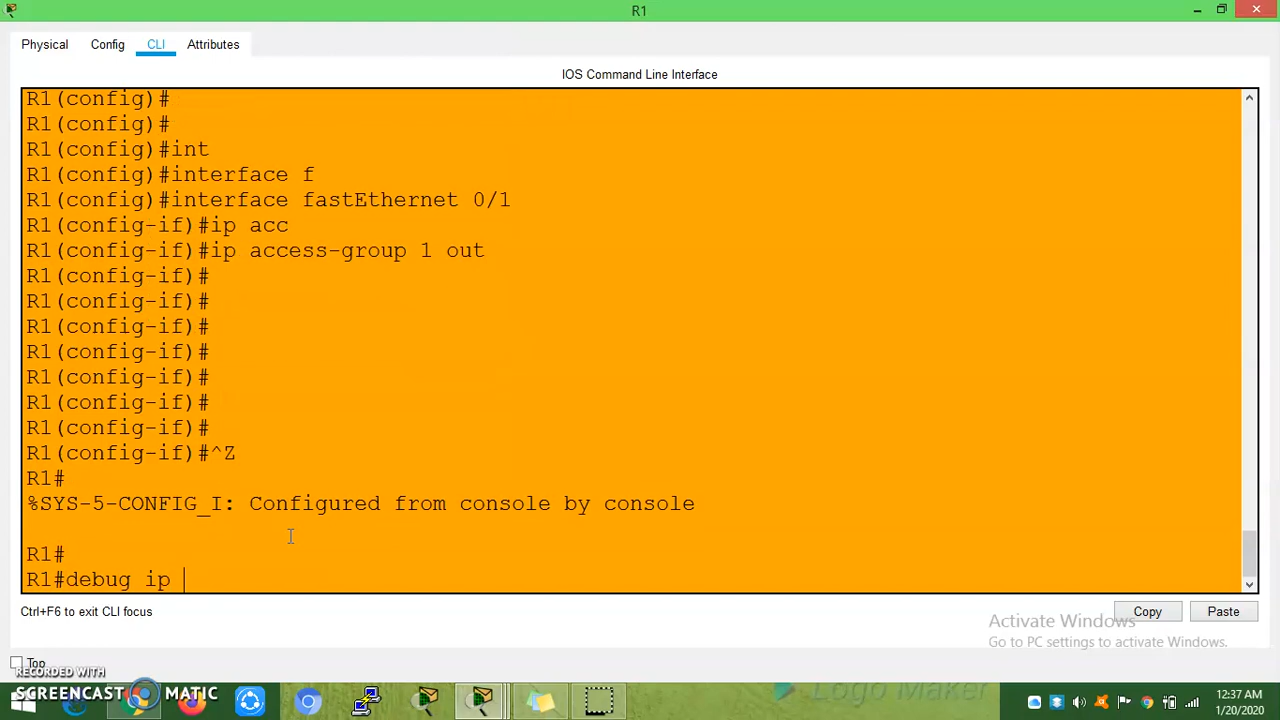 R1
Physical Config CLI Attributes
IOS Command Line Interface
R1(config)#
R1(config)#
R1(config)#int
R1(config)#interface f
R1(config)#interface fastEthernet 0/1
R1(config-if)#ip acc
R1(config-if)#ip access-group 1 out
R1(config-if)#
R1(config-if)#
R1(config-if)#
R1(config-if)#
R1(config-if)#
R1(config-if)#
R1(config-if)#
R1(config-if)#^Z
R1#
%SYS-5-CONFIG_I: Configured from console by console
R1#
R1#debug ip
Ctrl+F6 to exit CLI focus
Copy Paste
Activate Windows
Go to PC settings to activate Windows.
Top
RECORDED WITH
SCREENCAST MATIC
Logo Maker
12:37 AM
1/20/2020